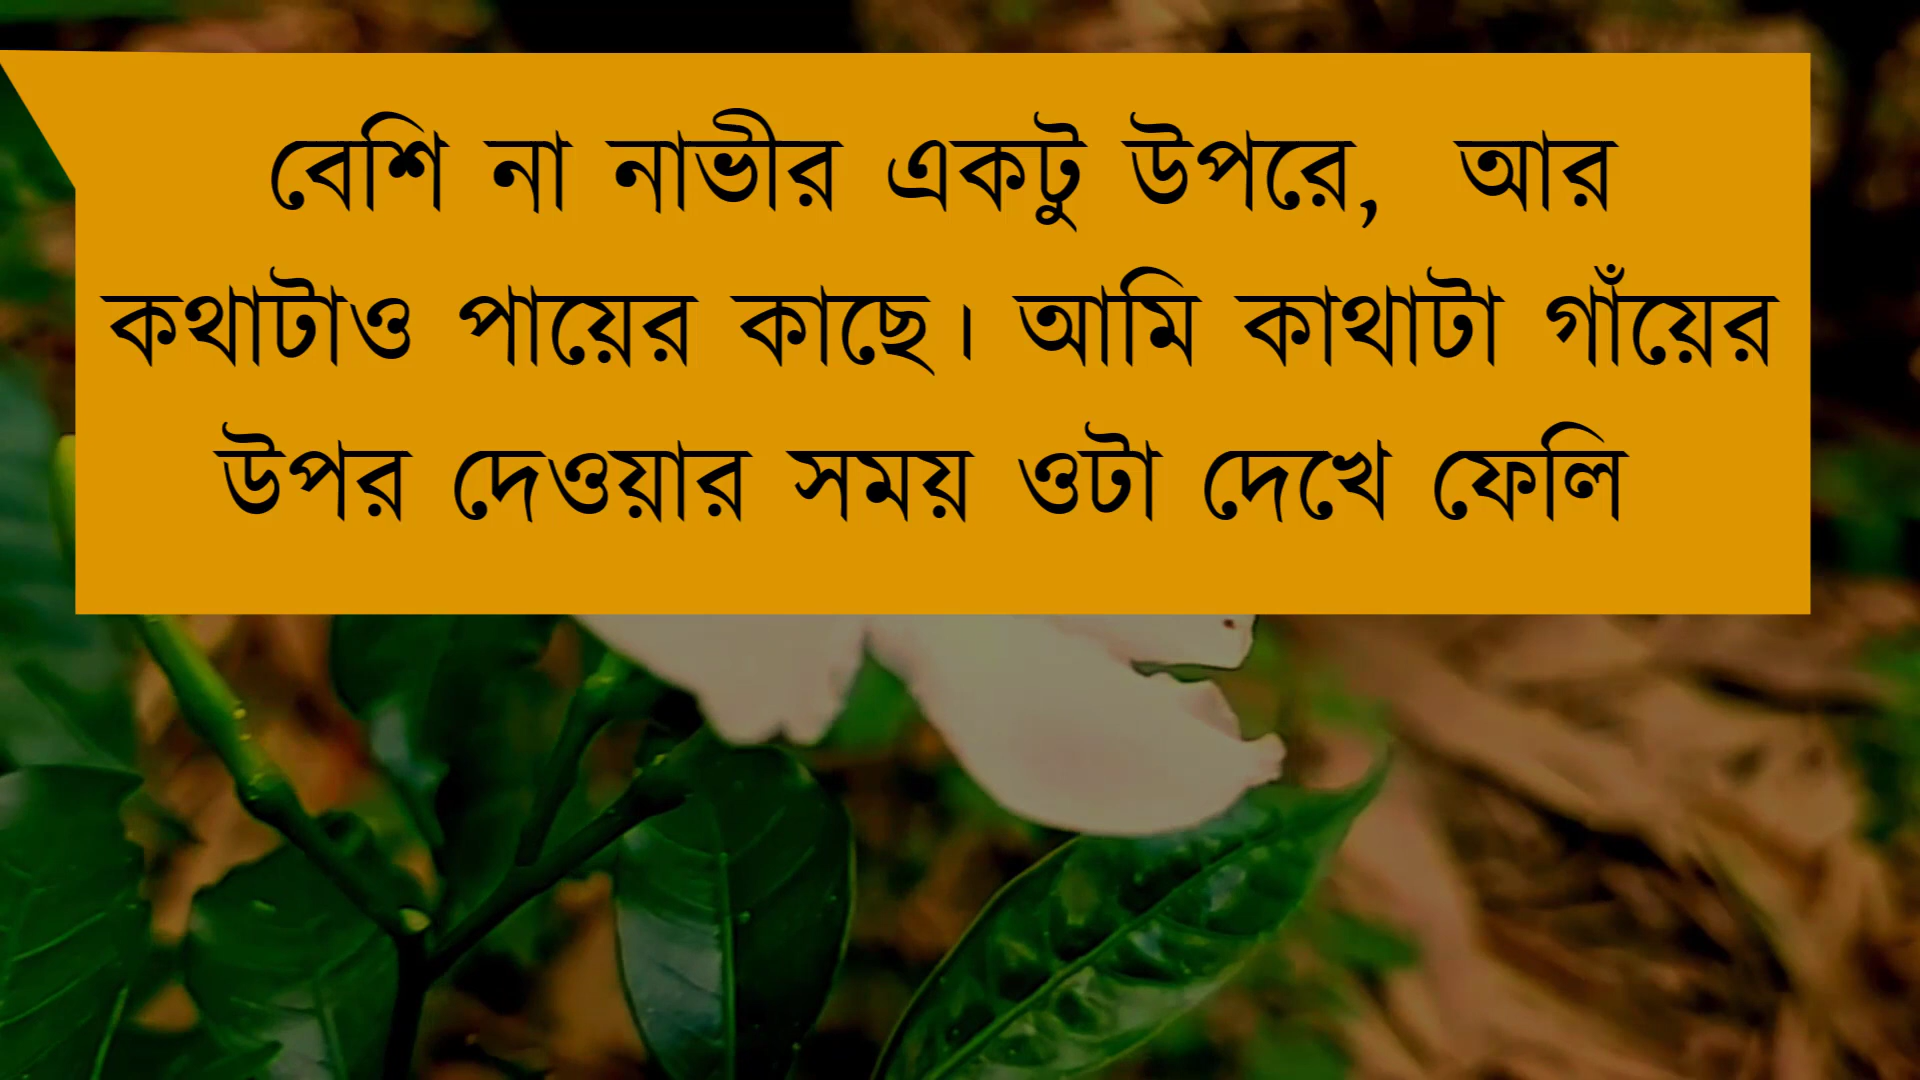 বেশি না নাভীর একটু উপরে, আর
কথাটাও পায়ের কাছে। আমি কাথাটা গাঁয়ের
উপর দেওয়ার সময় ওটা দেখে ফেলি